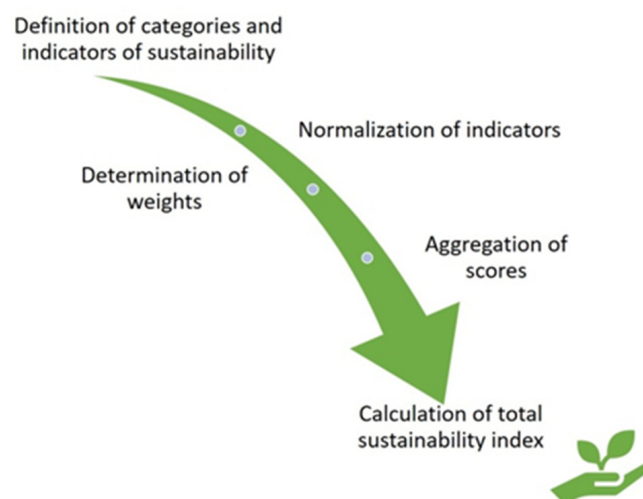 Definition of categories and
indicators of sustainability
Normalization of indicators
Determination of
weights
Aggregation of
scores
Calculation of total
sustainability index